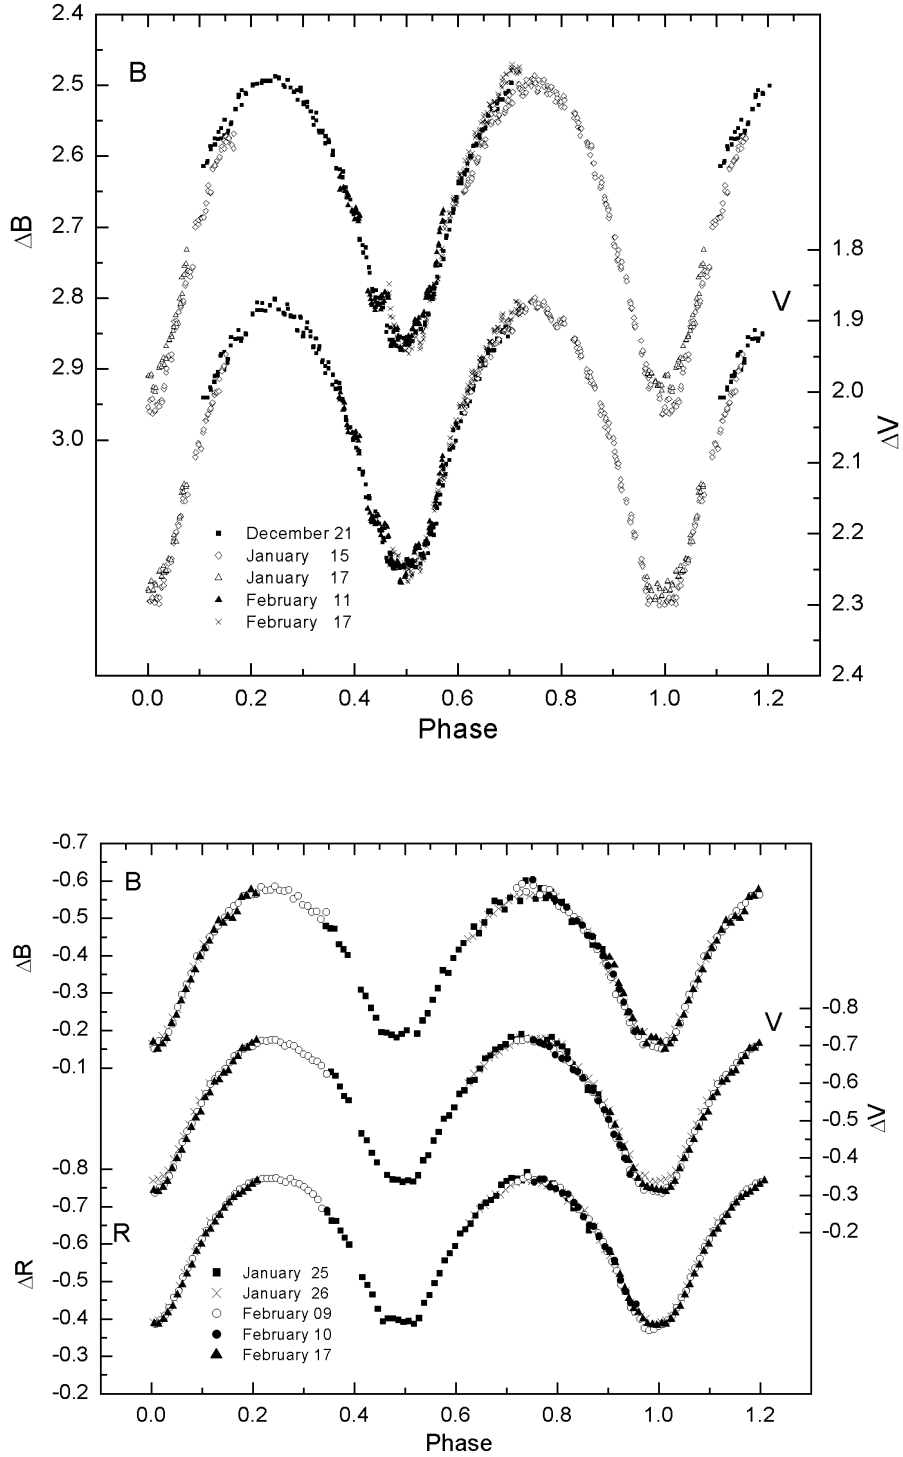 2.4
B
2.5
2.6
2.7
2.8
2.9
3.0
ΔB
1.8
V
1.9
2.0
2.1
2.2
2.3
2.4
ΔV
December 21
January 15
January 17
February 11
February 17
0.0 0.2 0.4 0.6 0.8 1.0 1.2
Phase
-0.7
B
-0.6
-0.5
-0.4
-0.3
-0.2
-0.1
ΔB
-0.8
V
-0.7
-0.6
-0.5
-0.4
-0.3
-0.2
ΔV
-0.8
-0.7
R
-0.6
-0.5
-0.4
-0.3
-0.2
ΔR
January 25
January 26
February 09
February 10
February 17
0.0 0.2 0.4 0.6 0.8 1.0 1.2
Phase